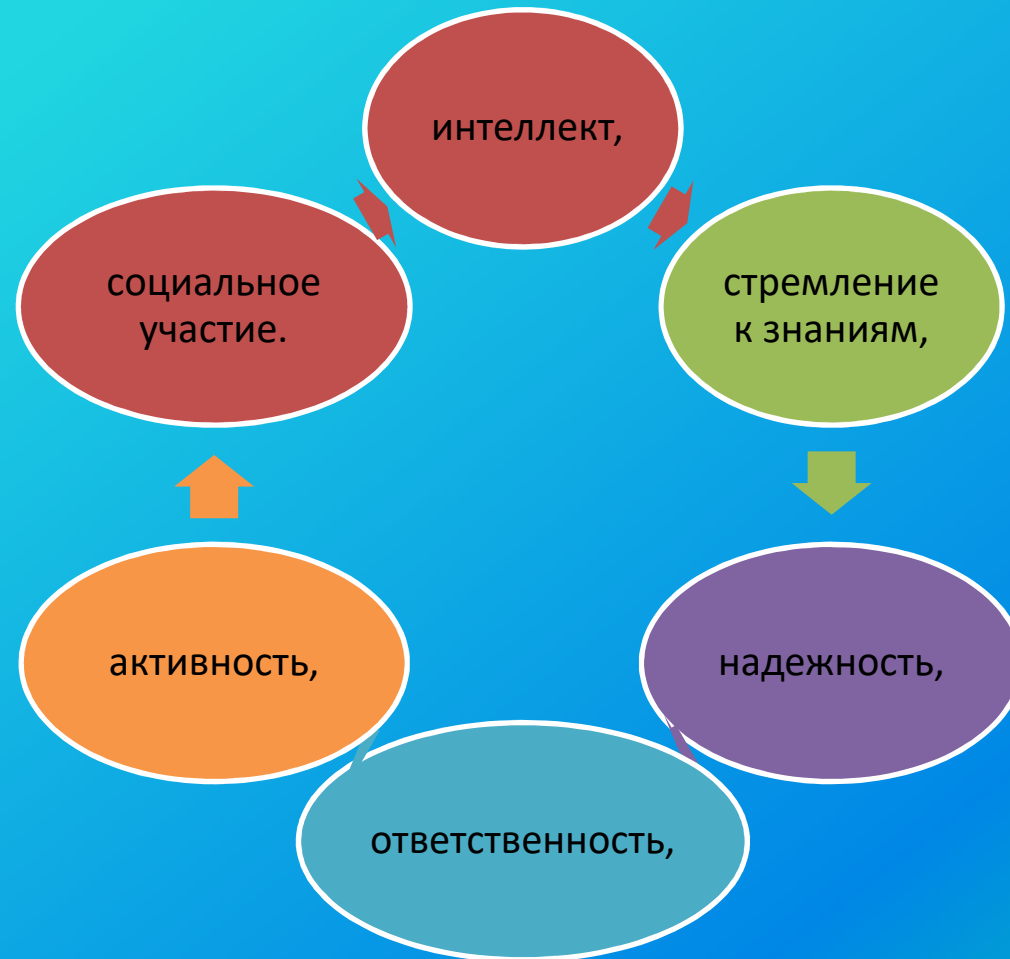 интеллект,
стремление
к знаниям,
надежность,
ответственность,
активность,
социальное
участие.